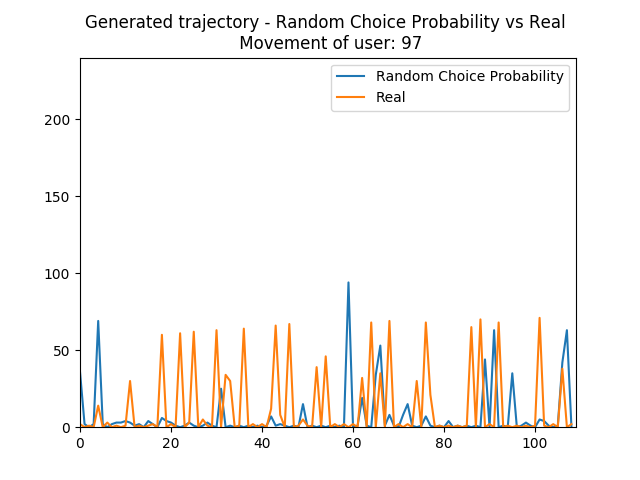 Generated trajectory - Random Choice Probability vs Real
Movement of user: 97
Random Choice Probability
Real
200
150
100
50
0
0 20 40 60 80 100